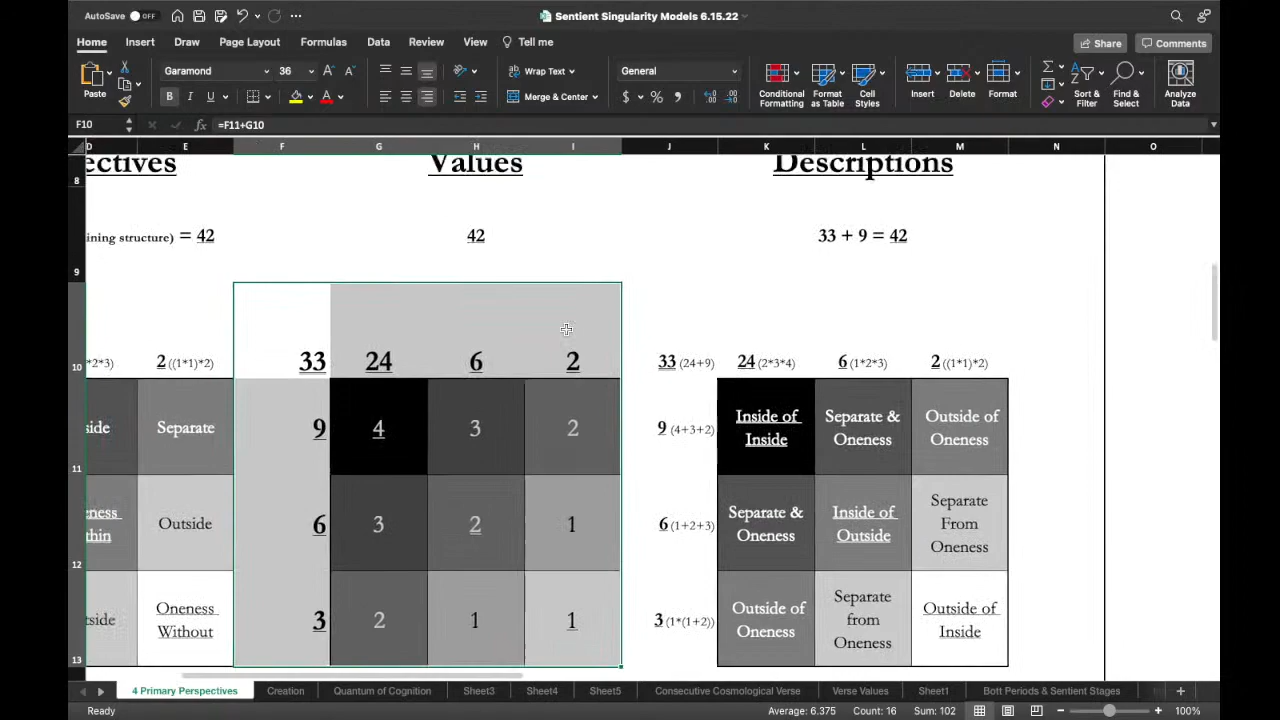 AutoSave OFF Sentient Singularity Models 6.15.22
Home Insert Draw Page Layout Formulas Data Review View Tell me Share Comments
Garamond 36 Wrap Text General
Paste B I U Merge & Center $ % Conditional Formatting Format as Table Cell Styles Insert Delete Format Sort & Filter Find & Select Analyze Data
F10 fx =F11+G10
D E F G H I J K L M N O
8 ectives Values Descriptions
9 ining structure) = 42 42 33 + 9 = 42
10 *2*3) 2 ((1*1)*2) 33 24 6 2 33 (24+9) 24 (2*3*4) 6 (1*2*3) 2 ((1*1)*2)
11 side Separate 9 4 3 2 9 (4+3+2) Inside of Inside Separate & Oneness Outside of Oneness
12 eness thin Outside 6 3 2 1 6 (1+2+3) Separate & Oneness Inside of Outside Separate From Oneness
13 tside Oneness Without 3 2 1 1 3 (1*(1+2)) Outside of Oneness Separate from Oneness Outside of Inside
4 Primary Perspectives Creation Quantum of Cognition Sheet3 Sheet4 Sheet5 Consecutive Cosmological Verse Verse Values Sheet1 Bott Periods & Sentient Stages
Ready Average: 6.375 Count: 16 Sum: 102 100%